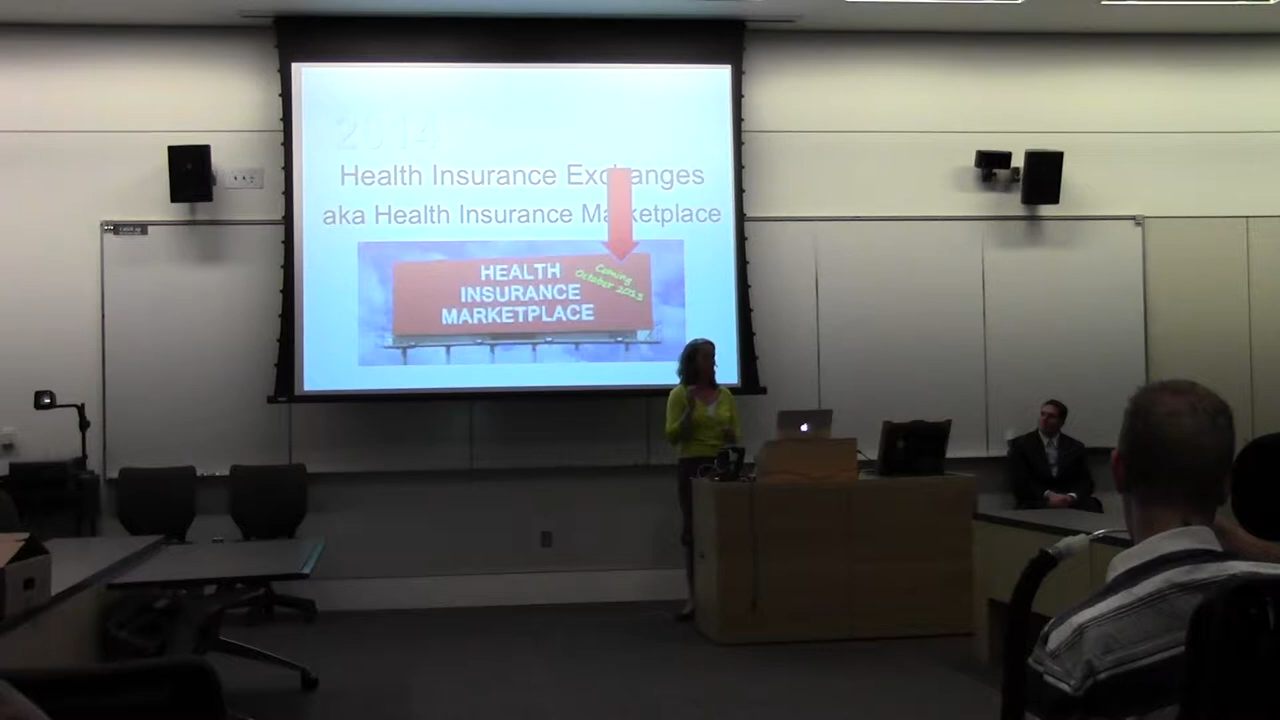 2014
Health Insurance Exchanges
aka Health Insurance Marketplace
HEALTH
INSURANCE
MARKETPLACE
Coming
October 2013